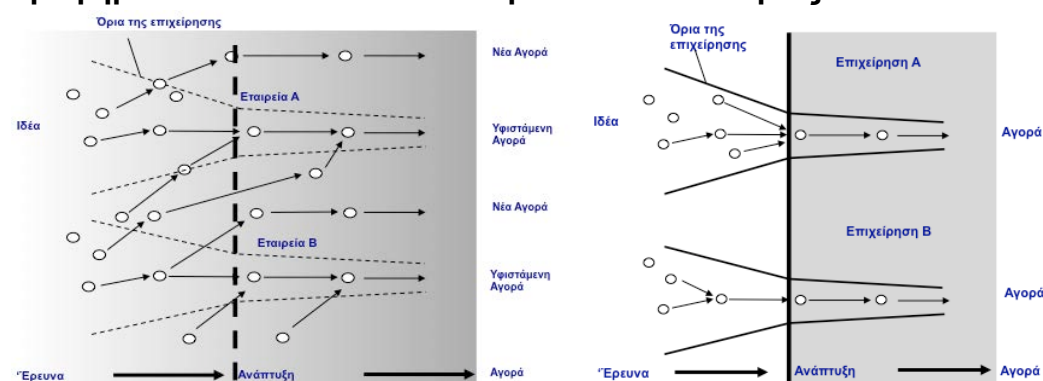 Όρια της επιχείρησης
Νέα Αγορά
Εταιρεία Α
Ιδέα
Υφιστάμενη
Αγορά
Νέα Αγορά
Εταιρεία Β
Υφιστάμενη
Αγορά
Έρευνα
Ανάπτυξη
Αγορά
Όρια της
επιχείρησης
Επιχείρηση Α
Ιδέα
Αγορά
Επιχείρηση Β
Αγορά
Έρευνα
Ανάπτυξη
Αγορά